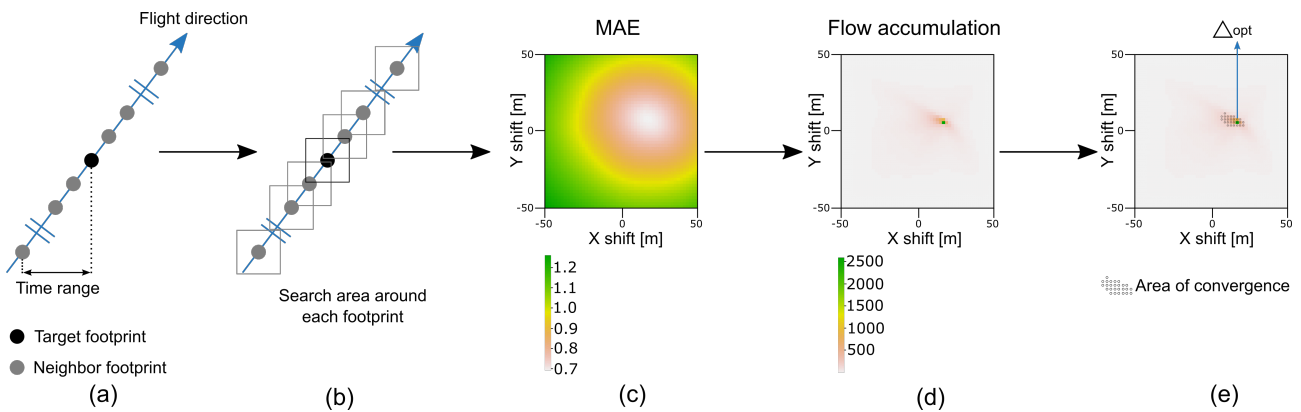 Flight direction
Time range
Target footprint
Neighbor footprint
(a)
Search area around
each footprint
(b)
MAE
Y shift [m]
50
0
-50
-50
0
50
X shift [m]
1.2
1.1
1.0
0.9
0.8
0.7
(c)
Flow accumulation
Y shift [m]
50
0
-50
-50
0
50
X shift [m]
2500
2000
1500
1000
500
(d)
△opt
Y shift [m]
50
0
-50
-50
0
50
X shift [m]
Area of convergence
(e)